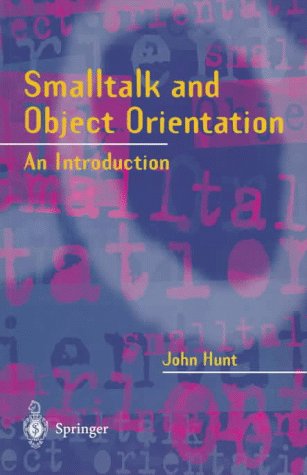 Smalltalk and
Object Orientation
An Introduction
John Hunt
Springer